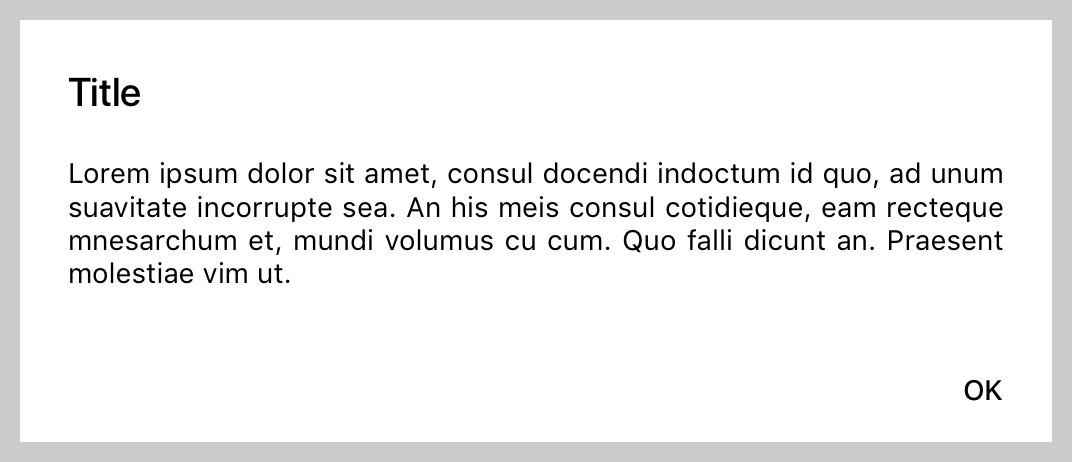 Title
Lorem ipsum dolor sit amet, consul docendi indoctum id quo, ad unum
suavitate incorrupte sea. An his meis consul cotidieque, eam recteque
mnesarchum et, mundi volumus cu cum. Quo falli dicunt an. Praesent
molestiae vim ut.
OK